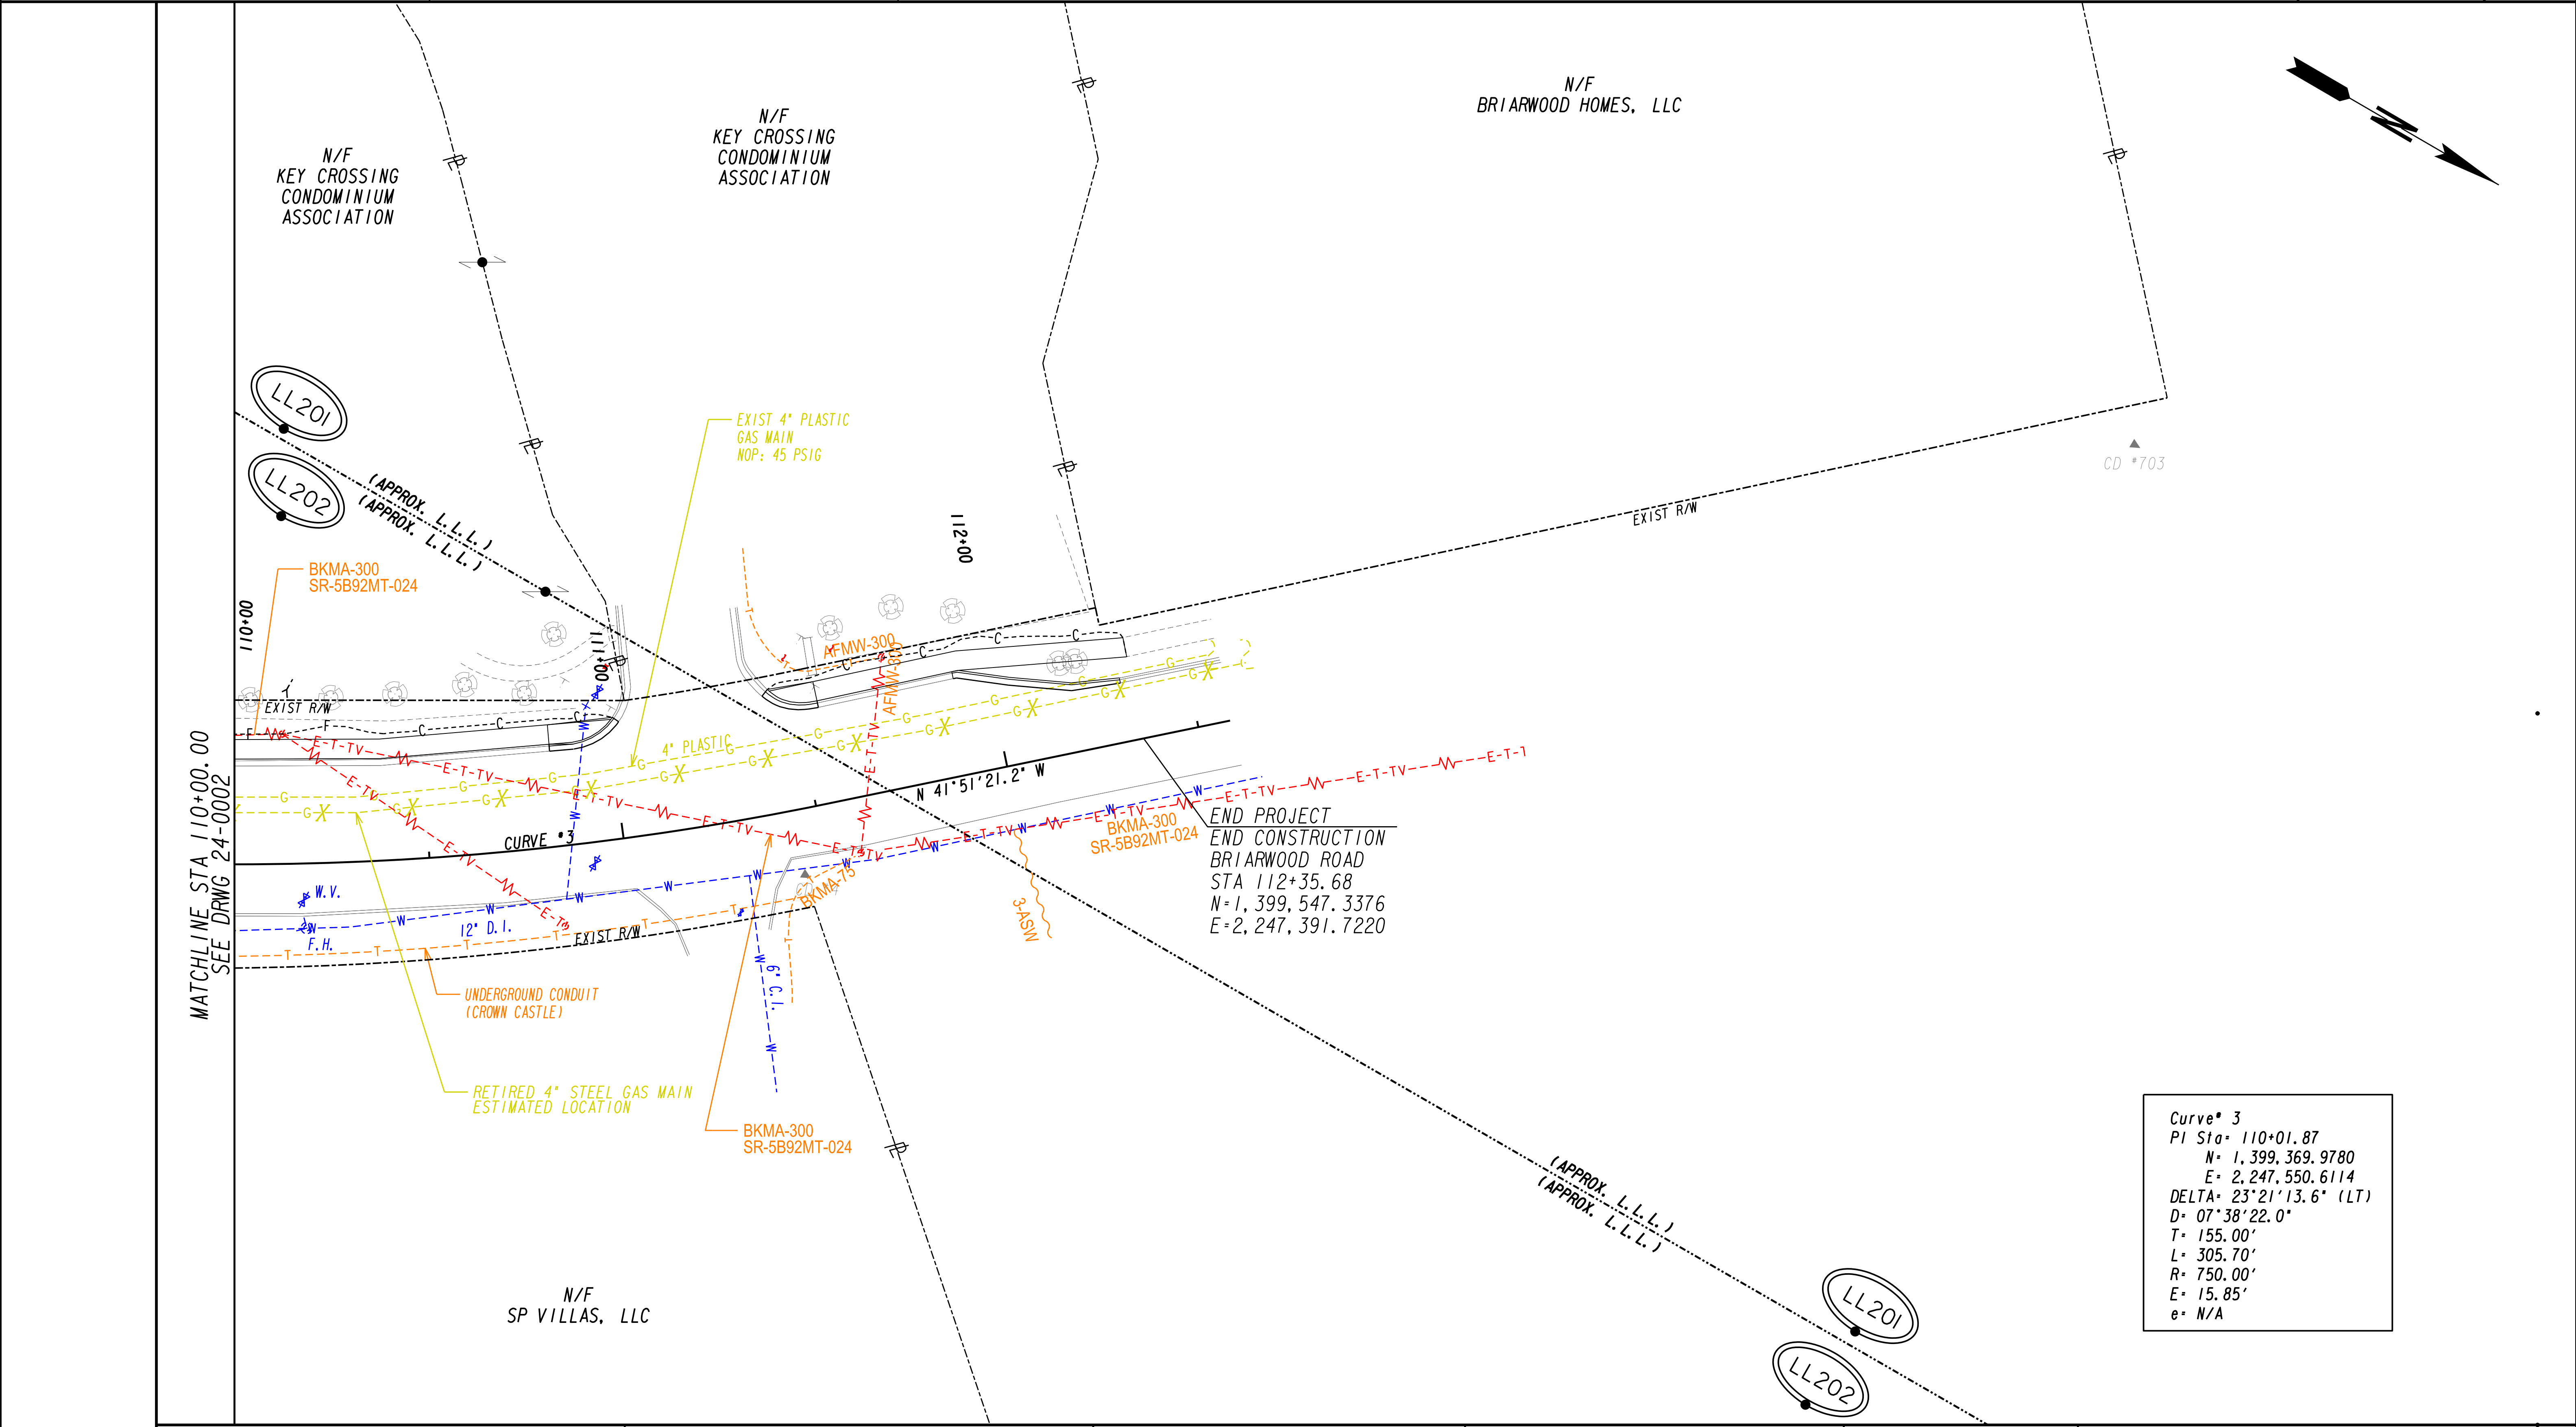 N/F
KEY CROSSING
CONDOMINIUM
ASSOCIATION
N/F
KEY CROSSING
CONDOMINIUM
ASSOCIATION
N/F
BRIARWOOD HOMES, LLC
N
LL201
LL202
(APPROX. L.L.L.)
(APPROX. L.L.L.)
EXIST 4" PLASTIC
GAS MAIN
NOP: 45 PSIG
CD #703
EXIST R/W
BKMA-300
SR-5B92MT-024
110+00
111+00
112+00
AFMW-300
AFMW-300
EXIST R/W
4" PLASTIC
MATCHLINE STA 110+00.00
SEE DRWG 24-0002
CURVE #3
N 41°51'21.2" W
BKMA-300
SR-5B92MT-024
END PROJECT
END CONSTRUCTION
BRIARWOOD ROAD
STA 112+35.68
N=1,399,547.3376
E=2,247,391.7220
W.V.
F.H.
12" D.I.
EXIST R/W
BKMA-75
3-ASW
6" C.I.
UNDERGROUND CONDUIT
(CROWN CASTLE)
RETIRED 4" STEEL GAS MAIN
ESTIMATED LOCATION
BKMA-300
SR-5B92MT-024
N/F
SP VILLAS, LLC
(APPROX. L.L.L.)
(APPROX. L.L.L.)
LL201
LL202
Curve# 3
PI Sta= 110+01.87
N= 1,399,369.9780
E= 2,247,550.6114
DELTA= 23°21'13.6" (LT)
D= 07°38'22.0"
T= 155.00'
L= 305.70'
R= 750.00'
E= 15.85'
e= N/A